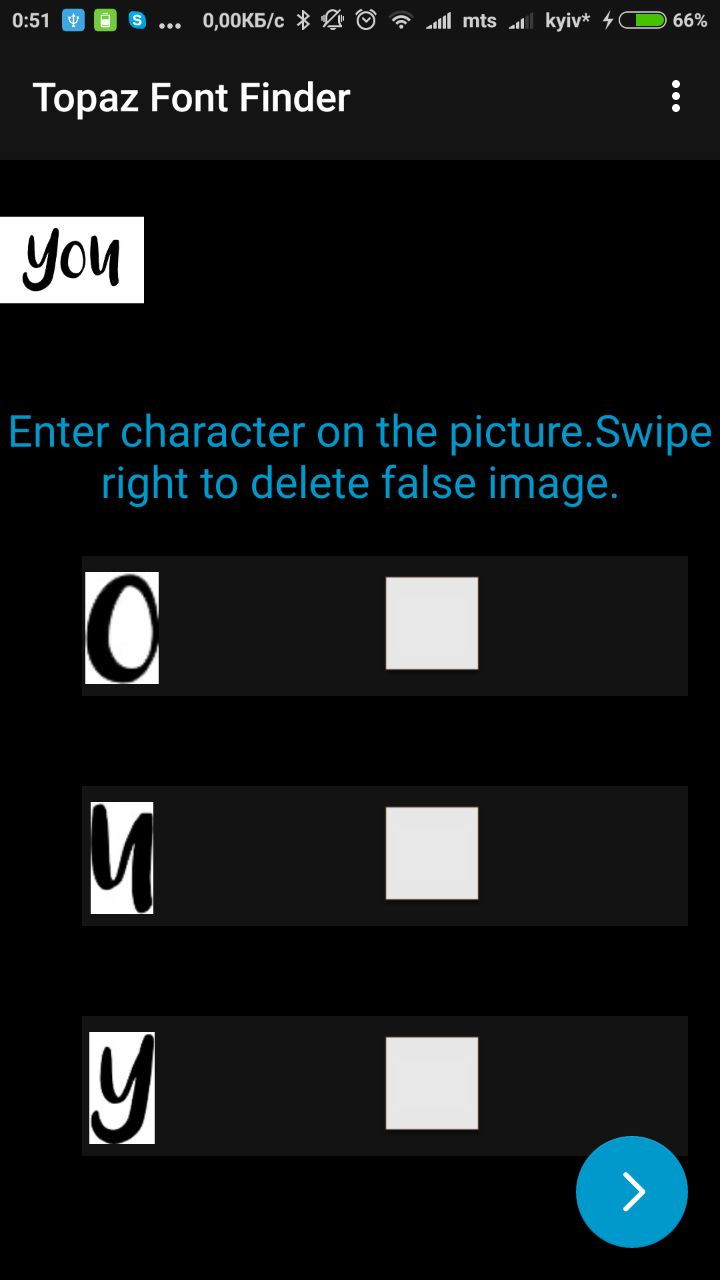 0:51 ... 0,00КБ/с mts kyiv* 66%
Topaz Font Finder
you
Enter character on the picture.Swipe
right to delete false image.
o
u
y